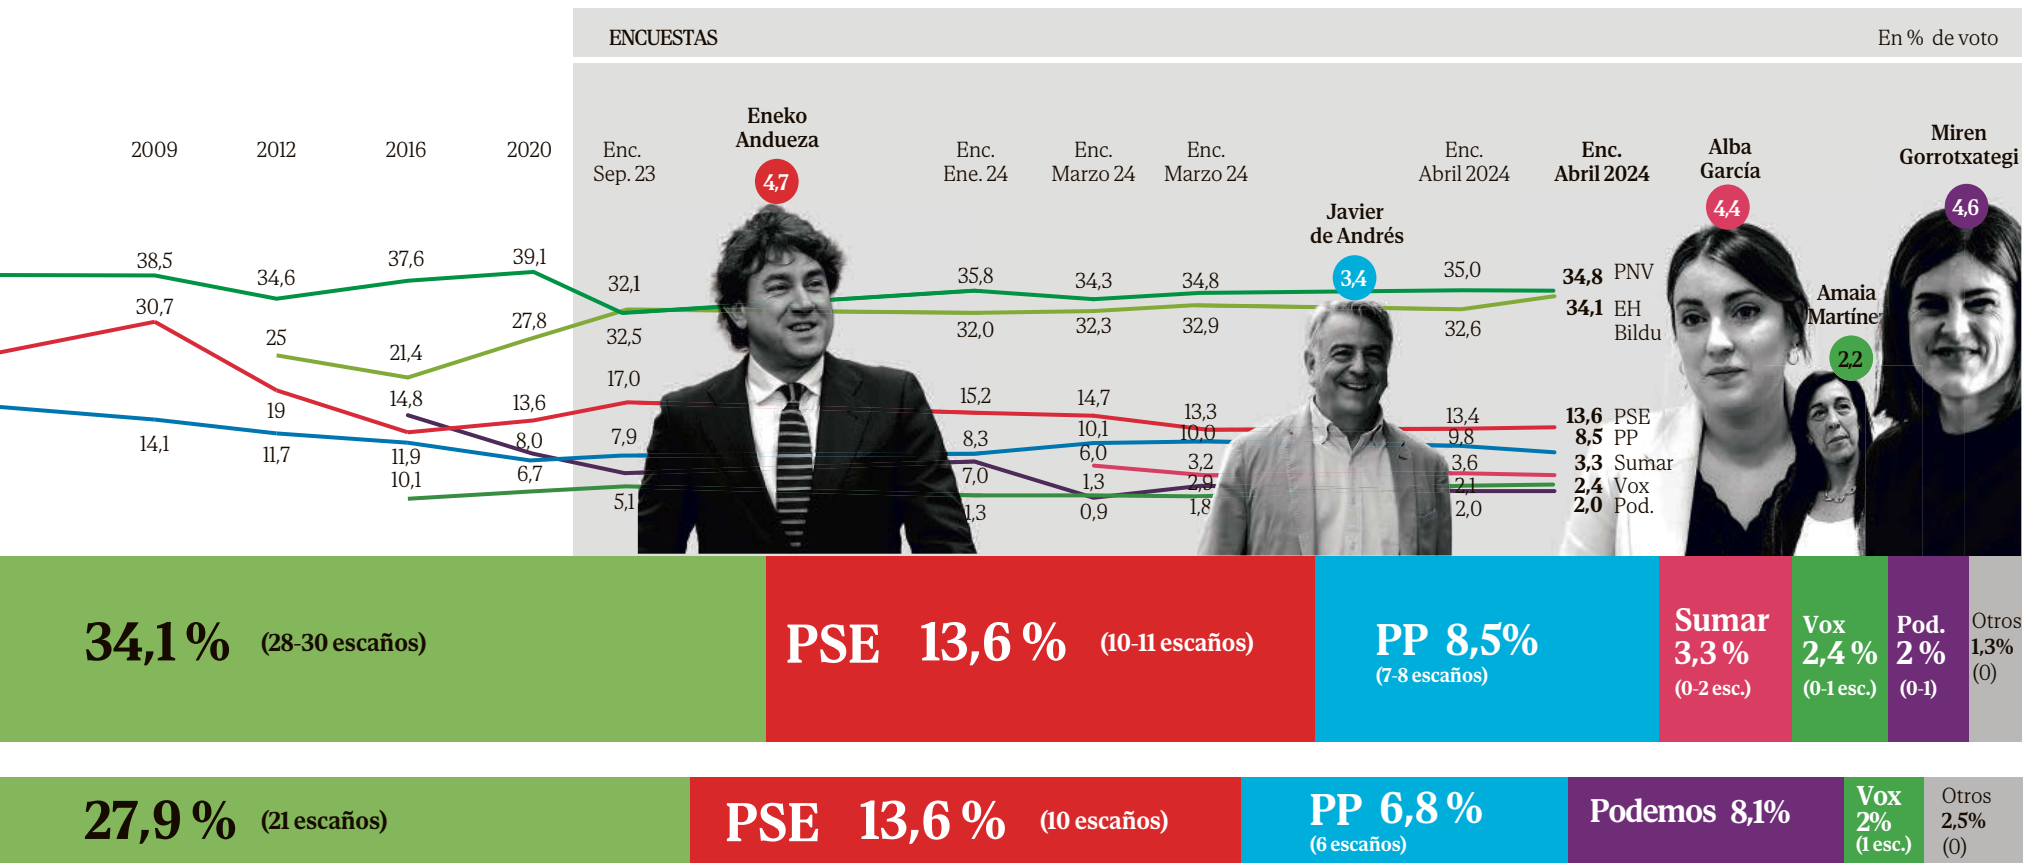 ENCUESTAS
En % de voto
2009
2012
2016
2020
Enc.
Sep. 23
Eneko
Andueza
4,7
Enc.
Ene. 24
Enc.
Marzo 24
Enc.
Marzo 24
Javier
de Andrés
3,4
Enc.
Abril 2024
Enc.
Abril 2024
Alba
García
4,4
Amaia
Martínez
2,2
Miren
Gorrotxategi
4,6
38,5
34,6
37,6
39,1
32,1
35,8
34,3
34,8
35,0
34,8 PNV
30,7
25
21,4
27,8
32,5
32,0
32,3
32,9
32,6
34,1 EH
Bildu
19
14,8
13,6
17,0
15,2
14,7
13,3
13,4
13,6 PSE
14,1
11,7
11,9
8,0
7,9
8,3
10,1
10,0
9,8
8,5 PP
10,1
6,7
5,1
7,0
6,0
3,2
3,6
3,3 Sumar
1,3
2,9
2,1
2,4 Vox
1,3
0,9
1,8
2,0
2,0 Pod.
34,1 % (28-30 escaños)
PSE 13,6 % (10-11 escaños)
PP 8,5%
(7-8 escaños)
Sumar
3,3 %
(0-2 esc.)
Vox
2,4 %
(0-1 esc.)
Pod.
2 %
(0-1)
Otros
1,3%
(0)
27,9 % (21 escaños)
PSE 13,6 % (10 escaños)
PP 6,8 %
(6 escaños)
Podemos 8,1%
Vox
2%
(1 esc.)
Otros
2,5%
(0)